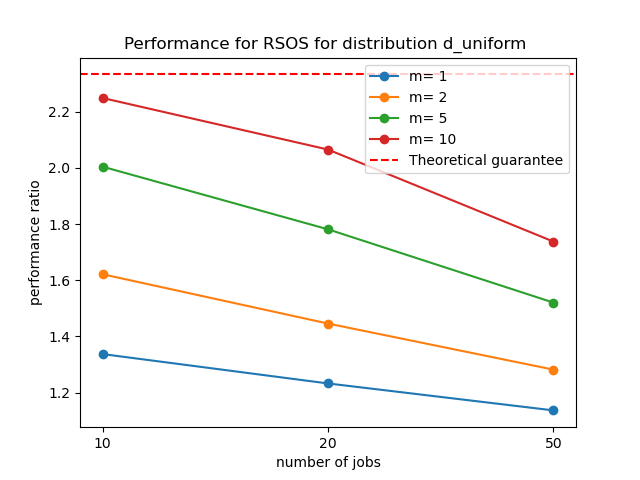 Performance for RSOS for distribution d_uniform
m= 1
m= 2
m= 5
m= 10
Theoretical guarantee
performance ratio
2.2
2.0
1.8
1.6
1.4
1.2
10 20 50
number of jobs